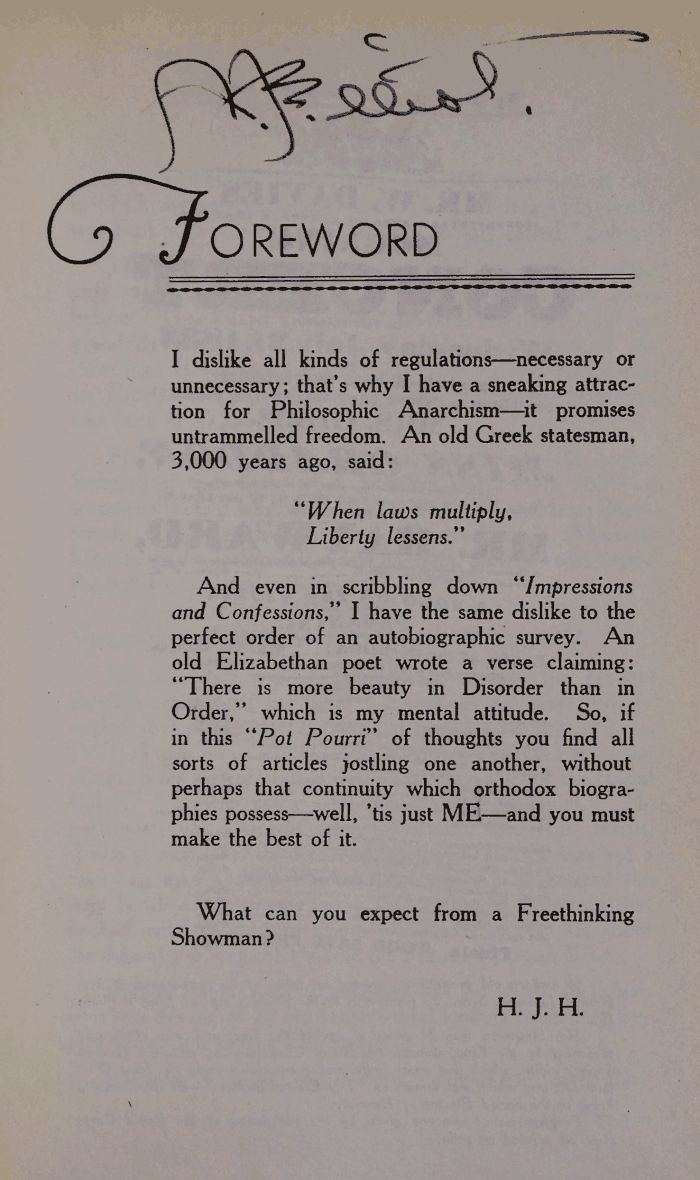 FOREWORD
I dislike all kinds of regulations—necessary or
unnecessary; that's why I have a sneaking attrac-
tion for Philosophic Anarchism—it promises
untrammelled freedom. An old Greek statesman,
3,000 years ago, said:
"When laws multiply,
Liberty lessens."
And even in scribbling down "Impressions
and Confessions," I have the same dislike to the
perfect order of an autobiographic survey. An
old Elizabethan poet wrote a verse claiming:
"There is more beauty in Disorder than in
Order," which is my mental attitude. So, if
in this "Pot Pourri" of thoughts you find all
sorts of articles jostling one another, without
perhaps that continuity which orthodox biogra-
phies possess—well, 'tis just ME—and you must
make the best of it.
What can you expect from a Freethinking
Showman?
H. J. H.